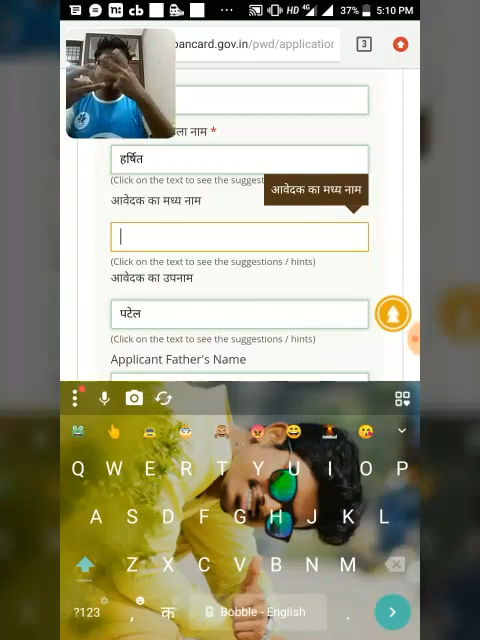 37% 5:10 PM
HD 4G
pancard.gov.in/pwd/application
3
ला नाम *
हर्षित
(Click on the text to see the suggest
आवेदक का मध्य नाम
आवेदक का मध्य नाम
(Click on the text to see the suggestions / hints)
आवेदक का उपनाम
पटेल
(Click on the text to see the suggestions / hints)
Applicant Father's Name
Q W E R T Y U I O P
A S D F G H J K L
Z X C V B N M
?123 , क Bobble - English .